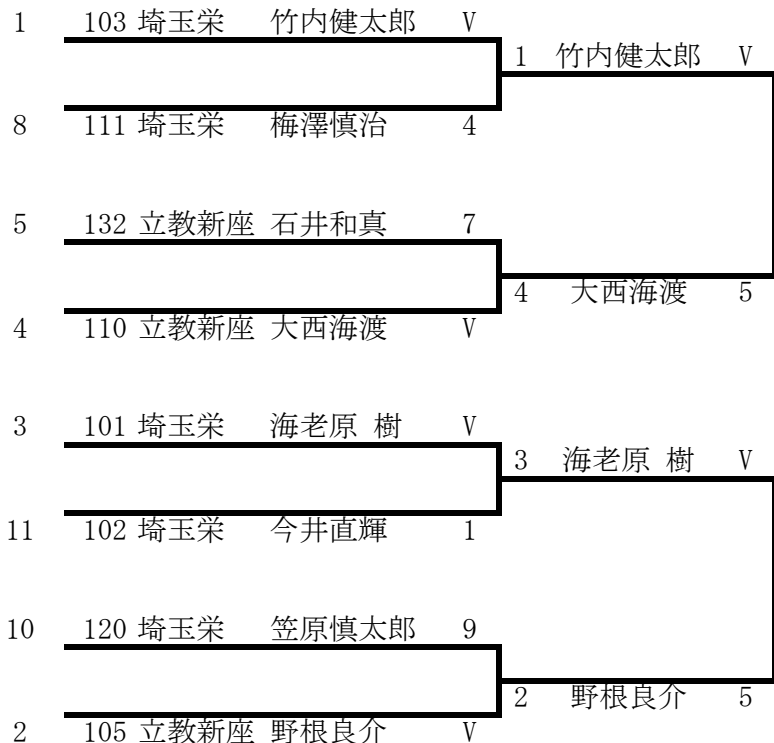 1 103 埼玉栄 竹内健太郎 V
1 竹内健太郎 V
8 111 埼玉栄 梅澤慎治 4
5 132 立教新座 石井和真 7
4 大西海渡 5
4 110 立教新座 大西海渡 V
3 101 埼玉栄 海老原 樹 V
3 海老原 樹 V
11 102 埼玉栄 今井直輝 1
10 120 埼玉栄 笠原慎太郎 9
2 野根良介 5
2 105 立教新座 野根良介 V